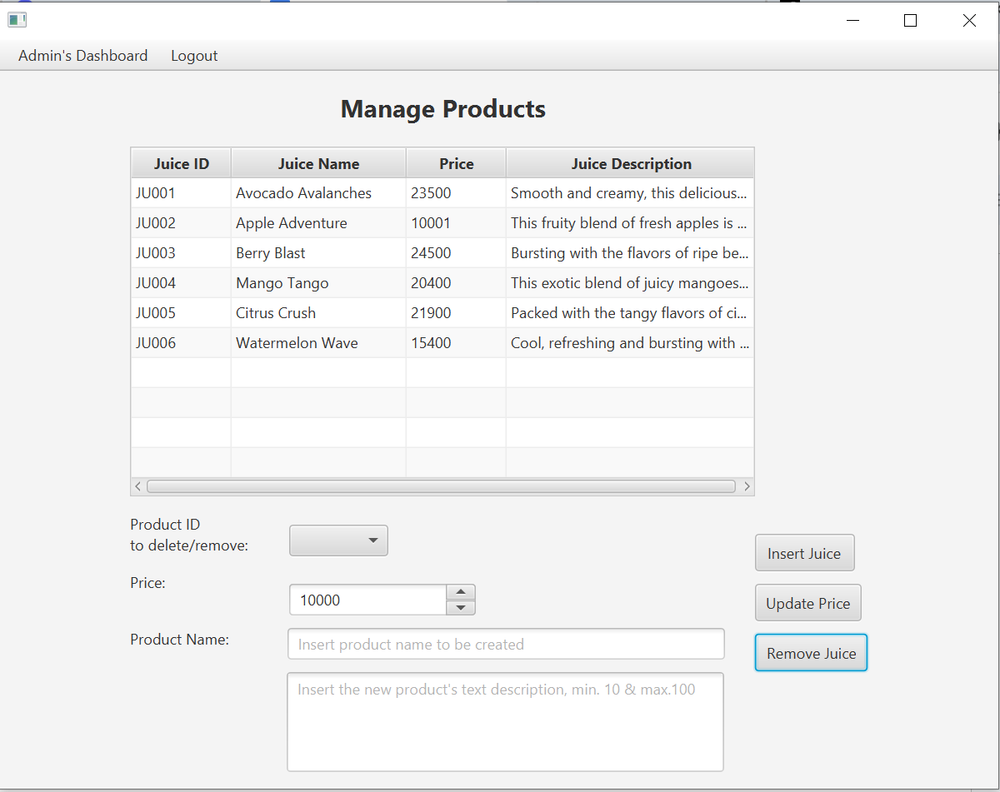 Admin's Dashboard Logout
Manage Products
Juice ID Juice Name Price Juice Description
JU001 Avocado Avalanches 23500 Smooth and creamy, this delicious...
JU002 Apple Adventure 10001 This fruity blend of fresh apples is ...
JU003 Berry Blast 24500 Bursting with the flavors of ripe be...
JU004 Mango Tango 20400 This exotic blend of juicy mangoes...
JU005 Citrus Crush 21900 Packed with the tangy flavors of ci...
JU006 Watermelon Wave 15400 Cool, refreshing and bursting with ...
Product ID
to delete/remove:
Insert Juice
Price:
10000
Update Price
Product Name:
Insert product name to be created
Remove Juice
Insert the new product's text description, min. 10 & max.100